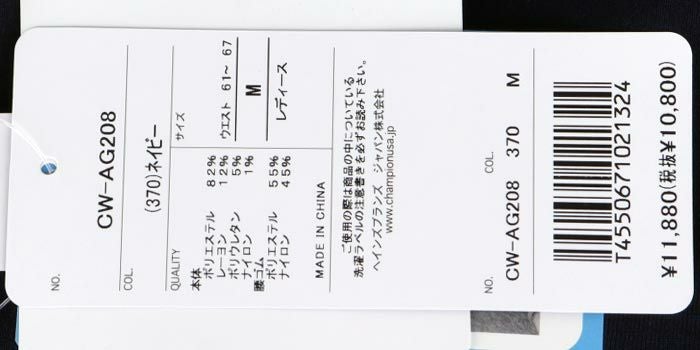 NO.
CW-AG208
COL.
(370)ネイビー
QUALITY
サイズ
本体
ポリエステル 82%
レーヨン 12%
ポリウレタン 5%
ナイロン 1%
腰ゴム
ポリエステル 55%
ナイロン 45%
ウエスト 61~ 67
M
レディース
MADE IN CHINA
ご使用の際は商品の中についている
洗濯ラベルの注意書きを必ずお読み下さい。
ヘインズブランズ ジャパン株式会社
www.championusa.jp
NO.
COL.
CW-AG208 370 M
T4550671021324
¥11,880(税抜¥10,800)